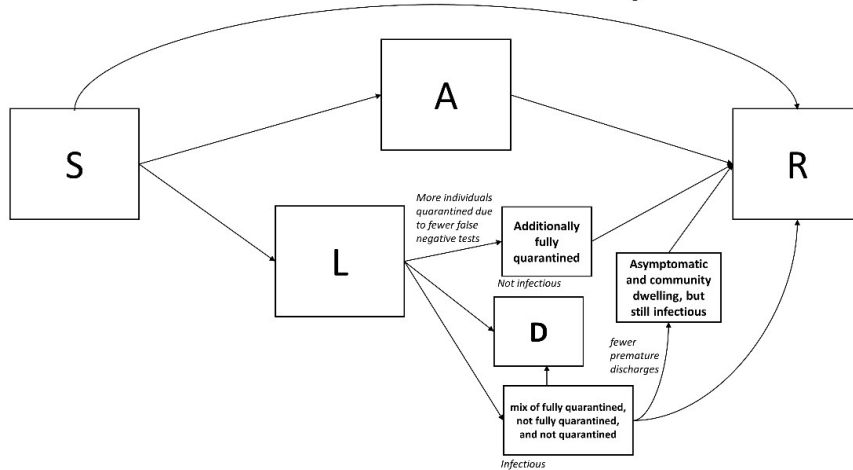 A
S
R
More individuals
quarantined due
to fewer false
negative tests
Additionally
fully
quarantined
Not infectious
L
Asymptomatic
and community
dwelling, but
still infectious
D
fewer
premature
discharges
mix of fully quarantined,
not fully quarantined,
and not quarantined
Infectious